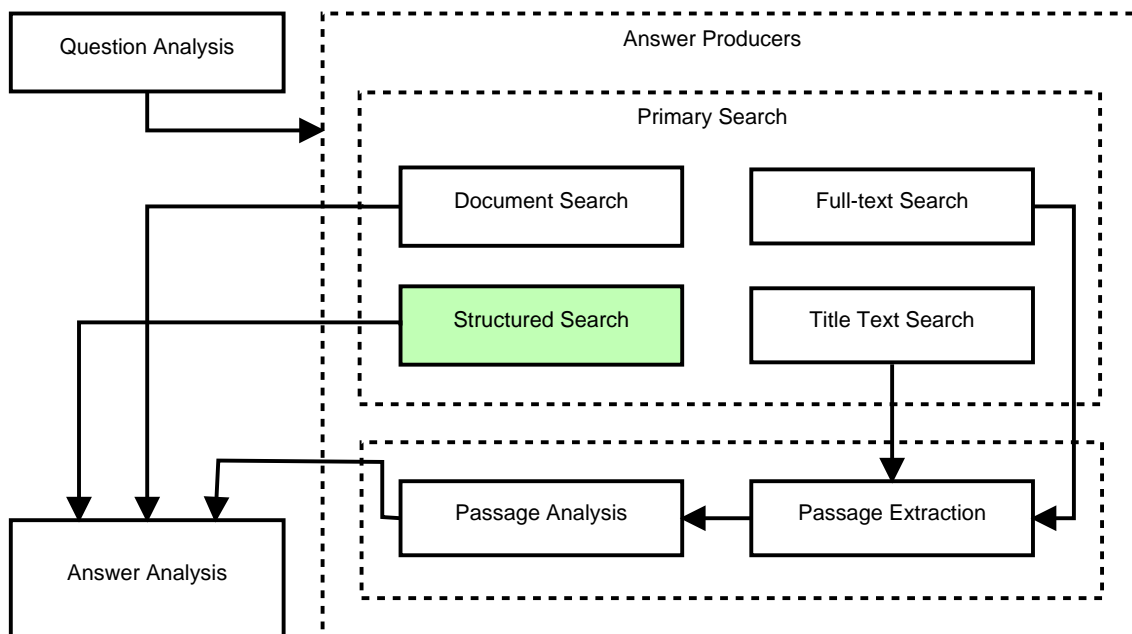 Question Analysis
Answer Producers
Primary Search
Document Search
Full-text Search
Structured Search
Title Text Search
Passage Analysis
Passage Extraction
Answer Analysis